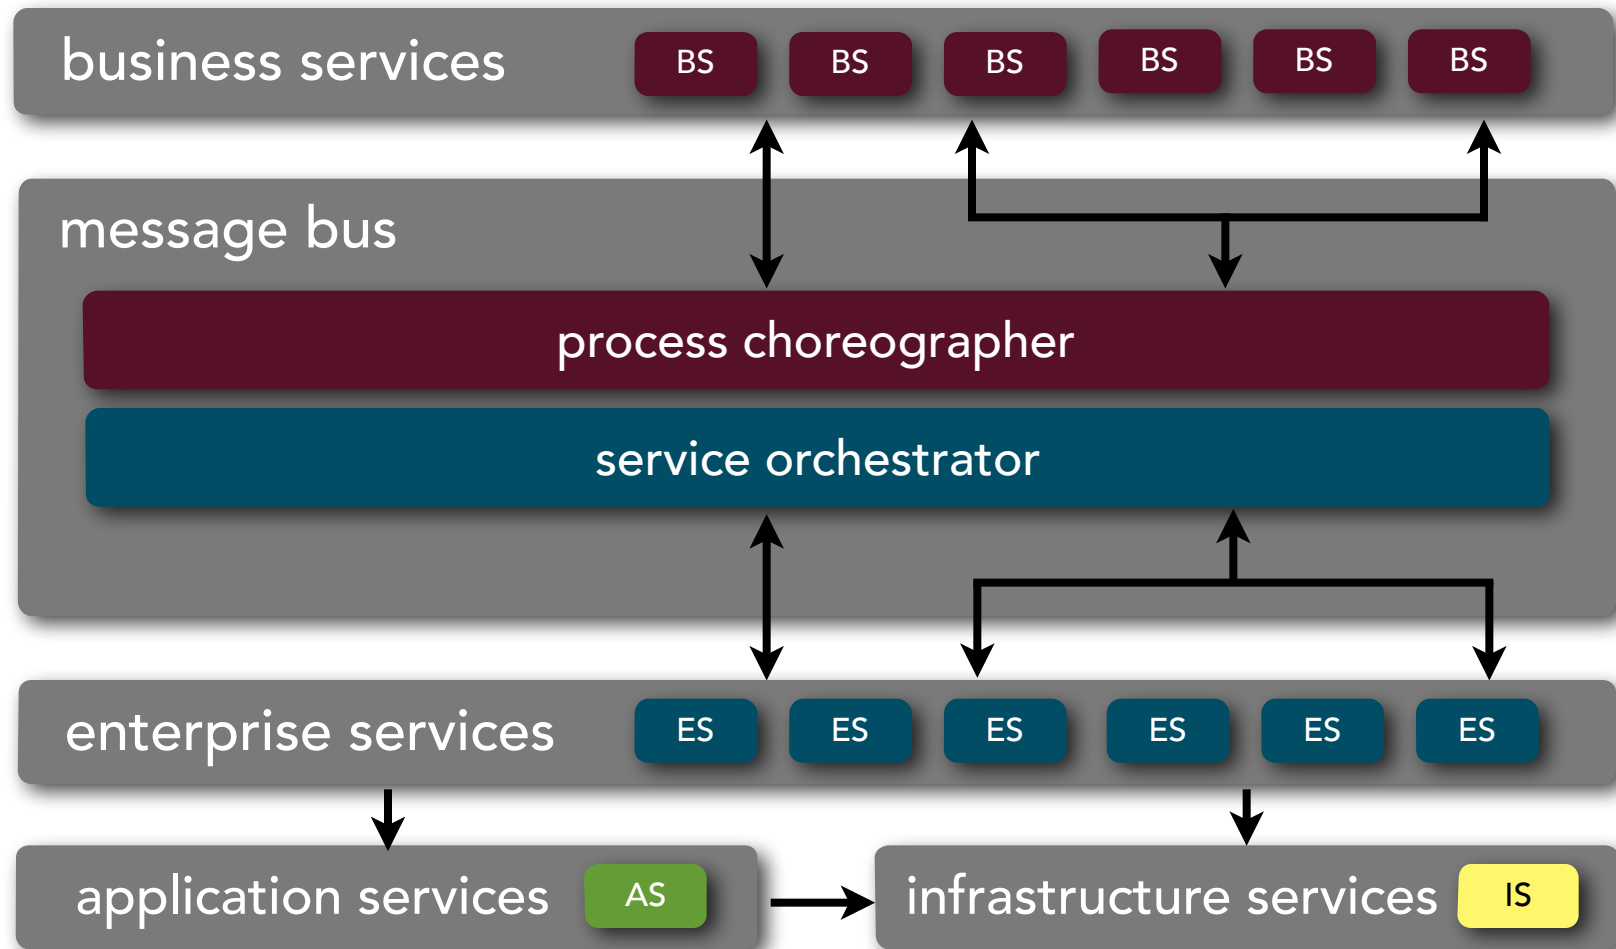 business services BS BS BS BS BS BS
message bus
process choreographer
service orchestrator
enterprise services ES ES ES ES ES ES
application services AS infrastructure services IS